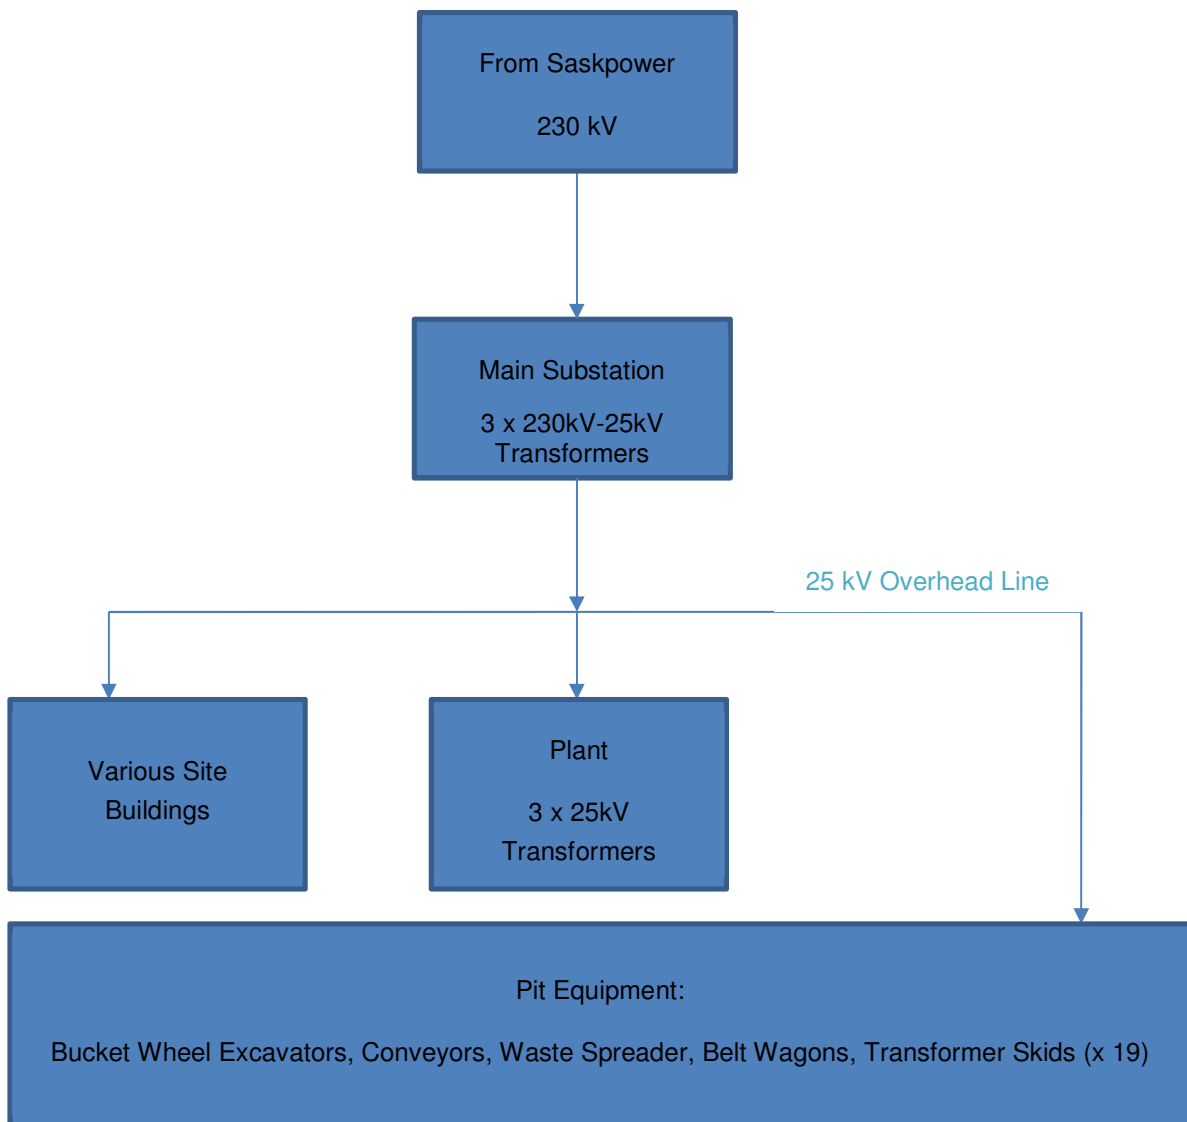 From Saskpower
230 kV
Main Substation
3 x 230kV-25kV
Transformers
25 kV Overhead Line
Various Site
Buildings
Plant
3 x 25kV
Transformers
Pit Equipment:
Bucket Wheel Excavators, Conveyors, Waste Spreader, Belt Wagons, Transformer Skids (x 19)